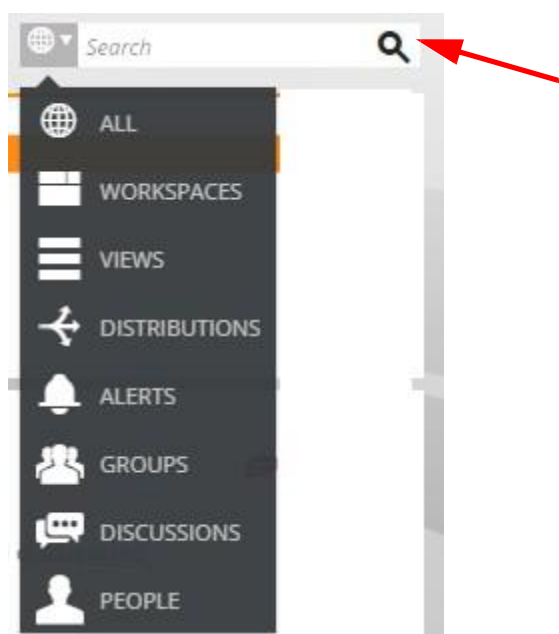 Search
ALL
WORKSPACES
VIEWS
DISTRIBUTIONS
ALERTS
GROUPS
DISCUSSIONS
PEOPLE